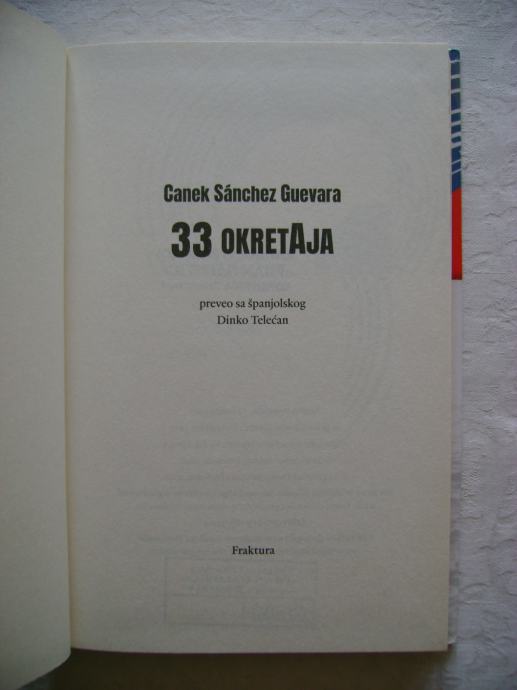 Canek Sánchez Guevara
33 OKRETAJA
preveo sa španjolskog
Dinko Telećan
Fraktura